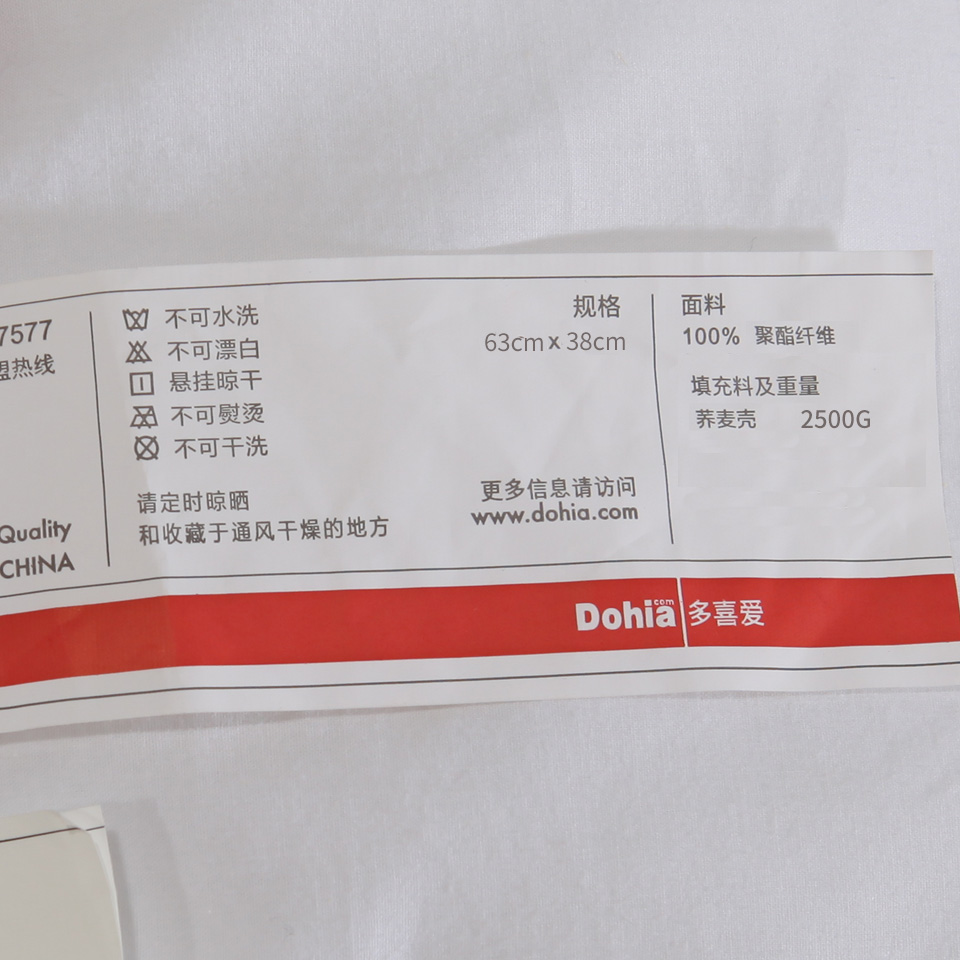 7577
盟热线
Quality
CHINA
不可水洗
不可漂白
悬挂晾干
不可熨烫
不可干洗
请定时晾晒
和收藏于通风干燥的地方
规格
63cm x 38cm
更多信息请访问
www.dohia.com
面料
100% 聚酯纤维
填充料及重量
荞麦壳 2500G
Dohia.com 多喜爱